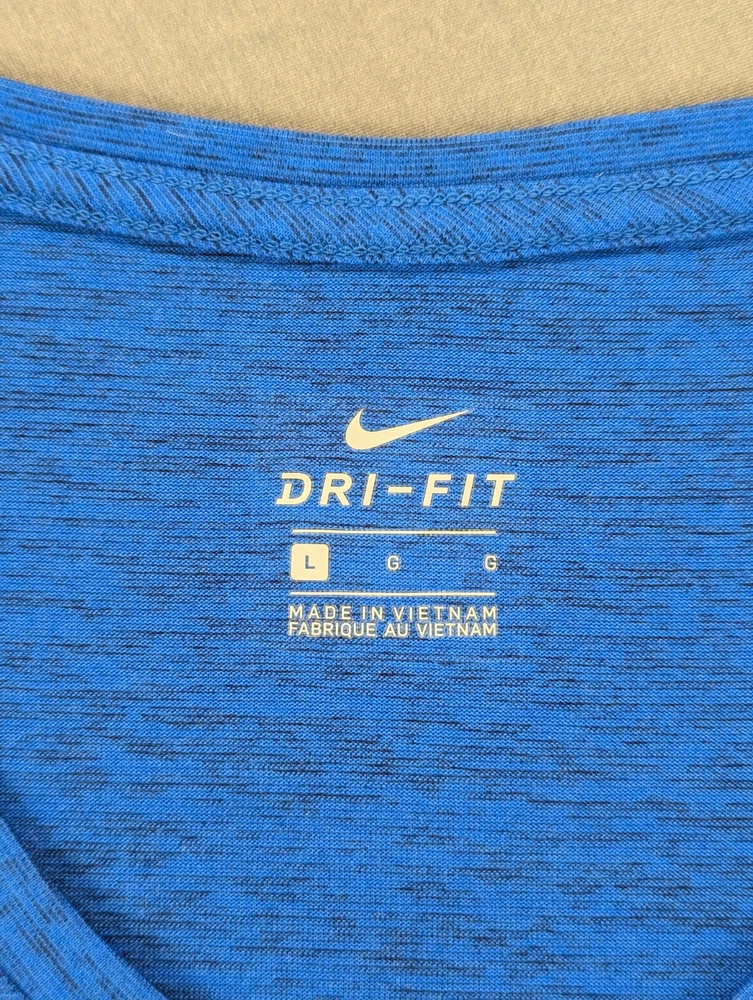 DRI-FIT
L G G
MADE IN VIETNAM
FABRIQUE AU VIETNAM